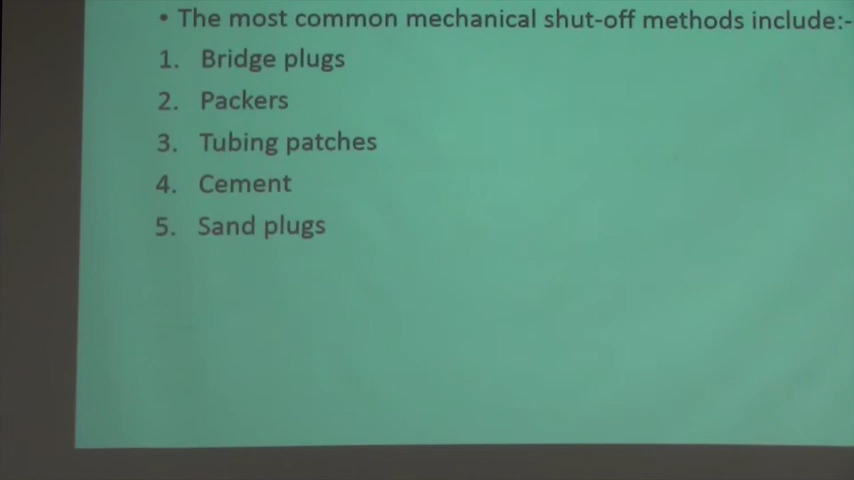 • The most common mechanical shut-off methods include:-
1. Bridge plugs
2. Packers
3. Tubing patches
4. Cement
5. Sand plugs